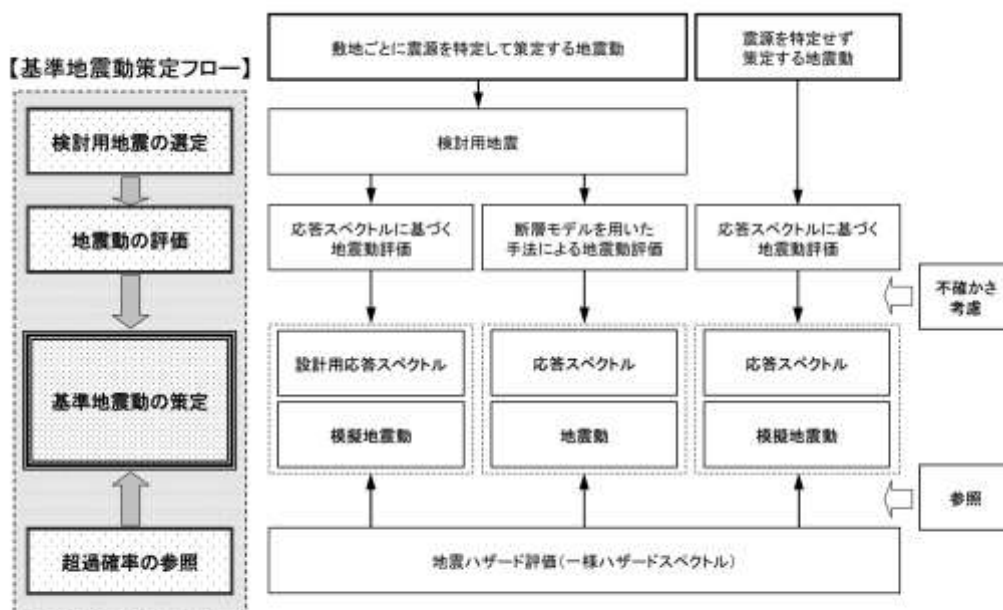 【基準地震動策定フロー】
検討用地震の選定
地震動の評価
基準地震動の策定
超過確率の参照
敷地ごとに震源を特定して策定する地震動
震源を特定せず
策定する地震動
検討用地震
応答スペクトルに基づく
地震動評価
断層モデルを用いた
手法による地震動評価
応答スペクトルに基づく
地震動評価
不確かさ
考慮
設計用応答スペクトル
模擬地震動
応答スペクトル
地震動
応答スペクトル
模擬地震動
参照
地震ハザード評価(一様ハザードスペクトル)